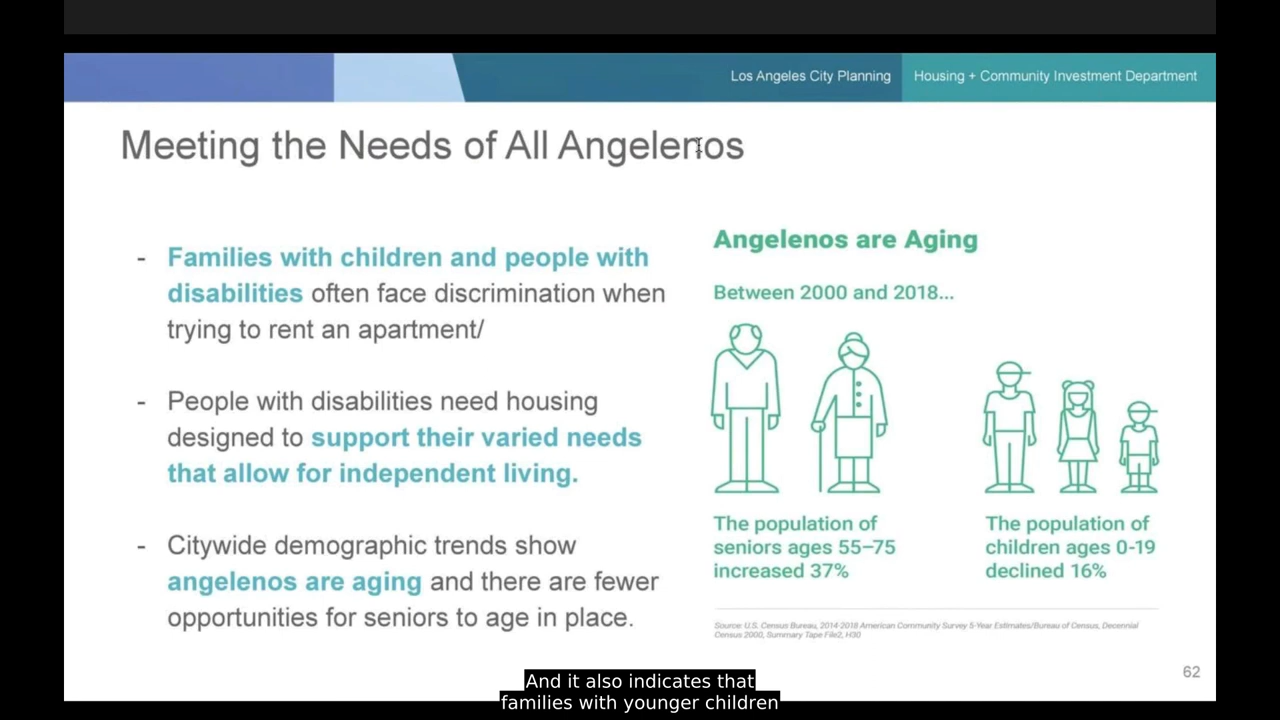 Los Angeles City Planning
Housing + Community Investment Department
Meeting the Needs of All Angelenos
- Families with children and people with
disabilities often face discrimination when
trying to rent an apartment/
- People with disabilities need housing
designed to support their varied needs
that allow for independent living.
- Citywide demographic trends show
angelenos are aging and there are fewer
opportunities for seniors to age in place.
Angelenos are Aging
Between 2000 and 2018...
The population of
seniors ages 55–75
increased 37%
The population of
children ages 0-19
declined 16%
Source: U.S. Census Bureau, 2014-2018 American Community Survey 5-Year Estimates/Bureau of Census, Decennial
Census 2000, Summary Tape File2, H30
62
And it also indicates that
families with younger children